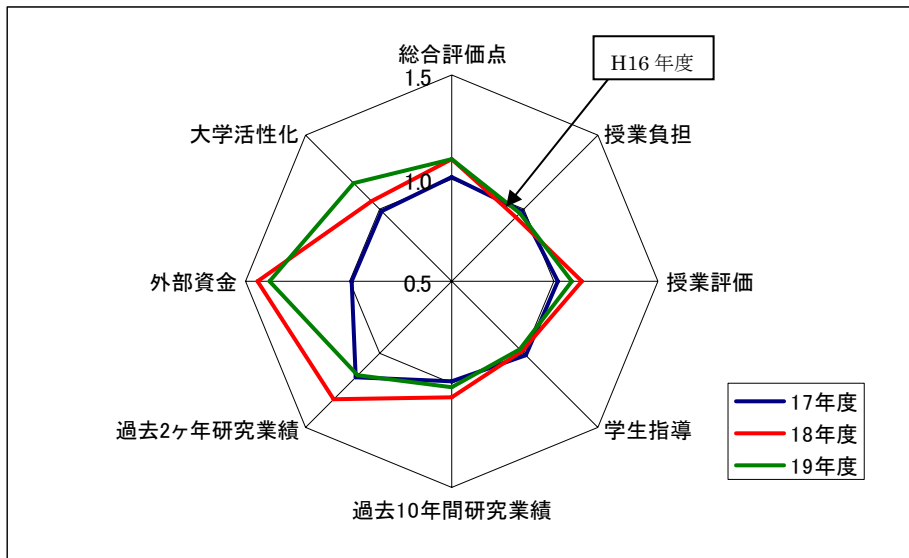 総合評価点
H16 年度
1.5
大学活性化
授業負担
1.0
外部資金
0.5
授業評価
過去2ヶ年研究業績
学生指導
過去10年間研究業績
17年度
18年度
19年度